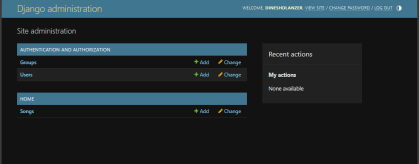 Django administration
WELCOME, DINESHILANZER. VIEW SITE / CHANGE PASSWORD / LOG OUT
Site administration
AUTHENTICATION AND AUTHORIZATION
Groups + Add Change
Users + Add Change
HOME
Songs + Add Change
Recent actions
My actions
None available